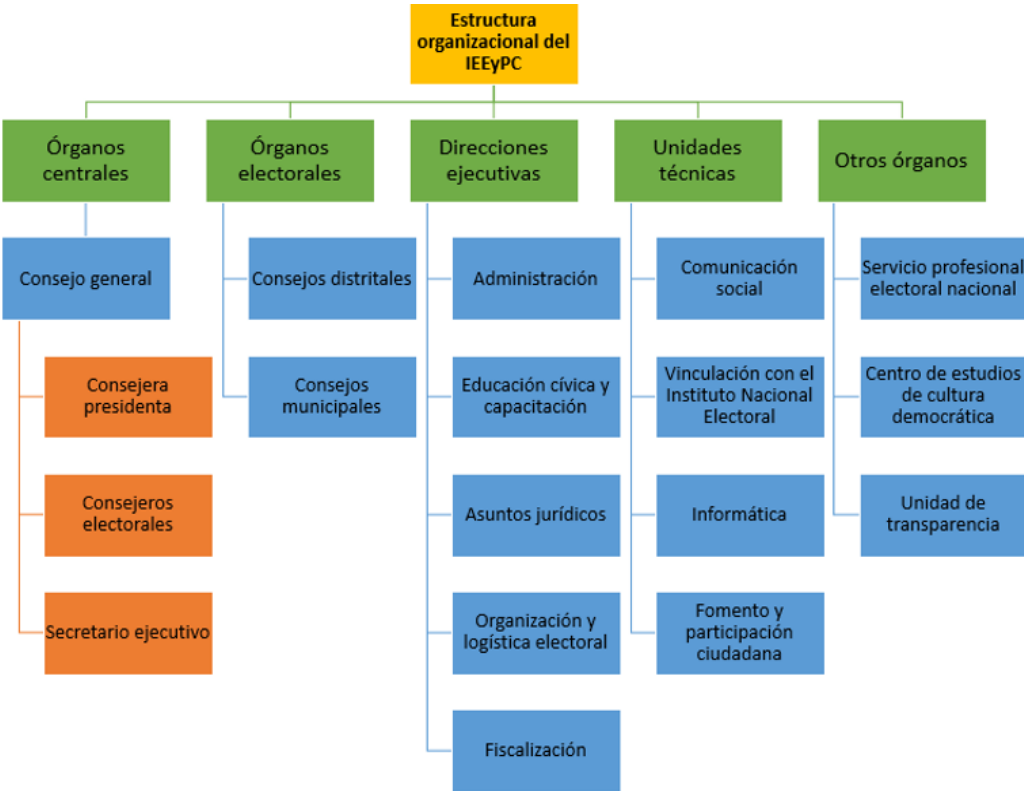 Estructura
organizacional del
IEEyPC
Órganos
centrales
Órganos
electorales
Direcciones
ejecutivas
Unidades
técnicas
Otros órganos
Consejo general
Consejera
presidenta
Consejeros
electorales
Secretario ejecutivo
Consejos distritales
Consejos
municipales
Administración
Educación cívica y
capacitación
Asuntos jurídicos
Organización y
logística electoral
Fiscalización
Comunicación
social
Vinculación con el
Instituto Nacional
Electoral
Informática
Fomento y
participación
ciudadana
Servicio profesional
electoral nacional
Centro de estudios
de cultura
democrática
Unidad de
transparencia